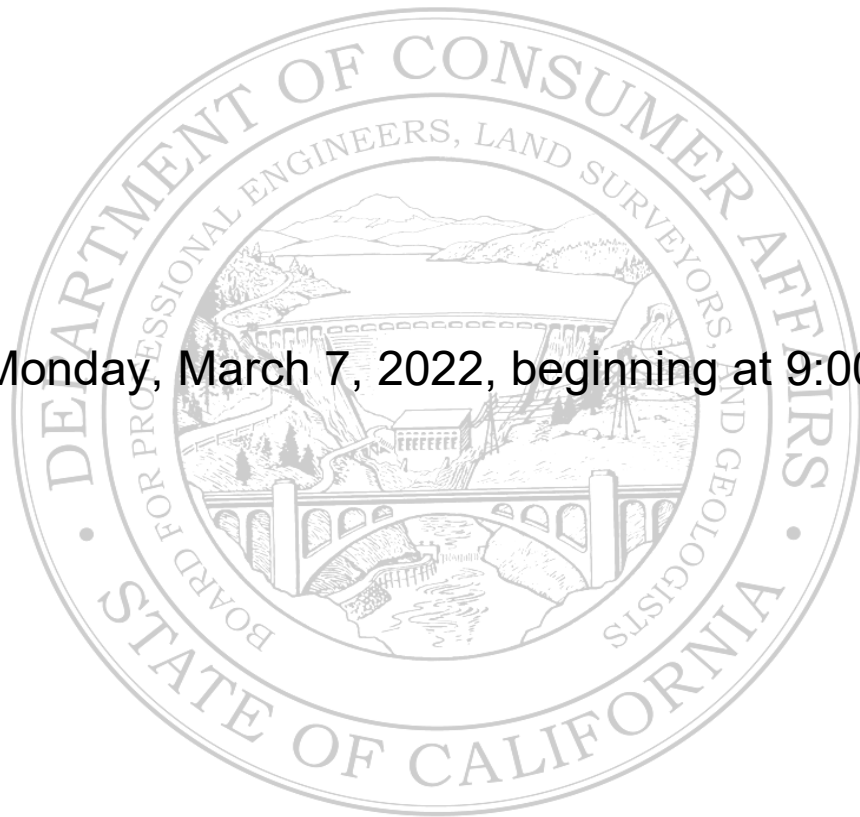 DEPARTMENT OF CONSUMER AFFAIRS
BOARD FOR PROFESSIONAL ENGINEERS, LAND SURVEYORS, AND GEOLOGISTS
Monday, March 7, 2022, beginning at 9:00
STATE OF CALIFORNIA